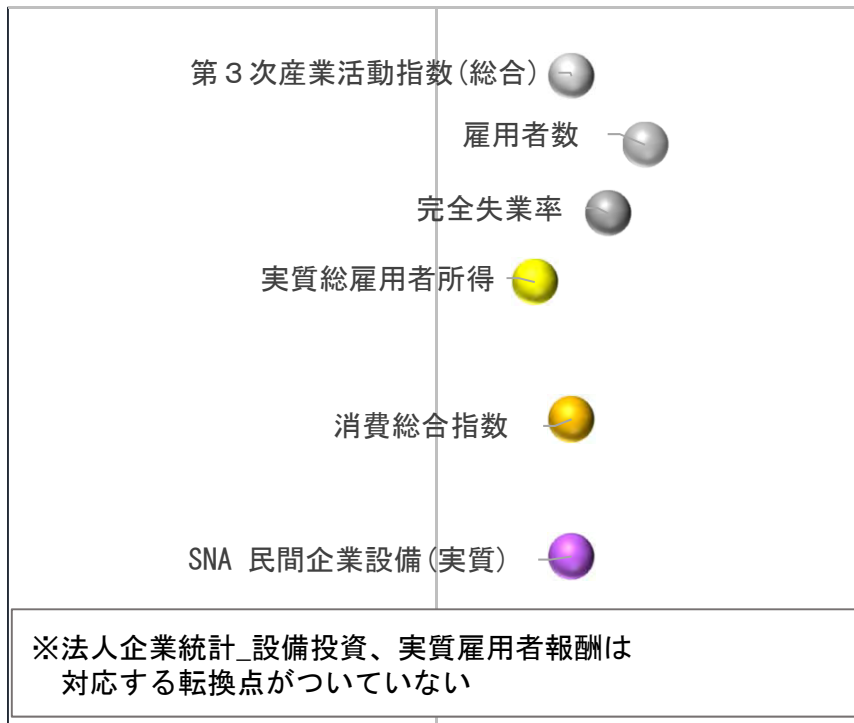 第３次産業活動指数(総合)
雇用者数
完全失業率
実質総雇用者所得
消費総合指数
SNA 民間企業設備(実質)
※法人企業統計_設備投資、実質雇用者報酬は
対応する転換点がついていない